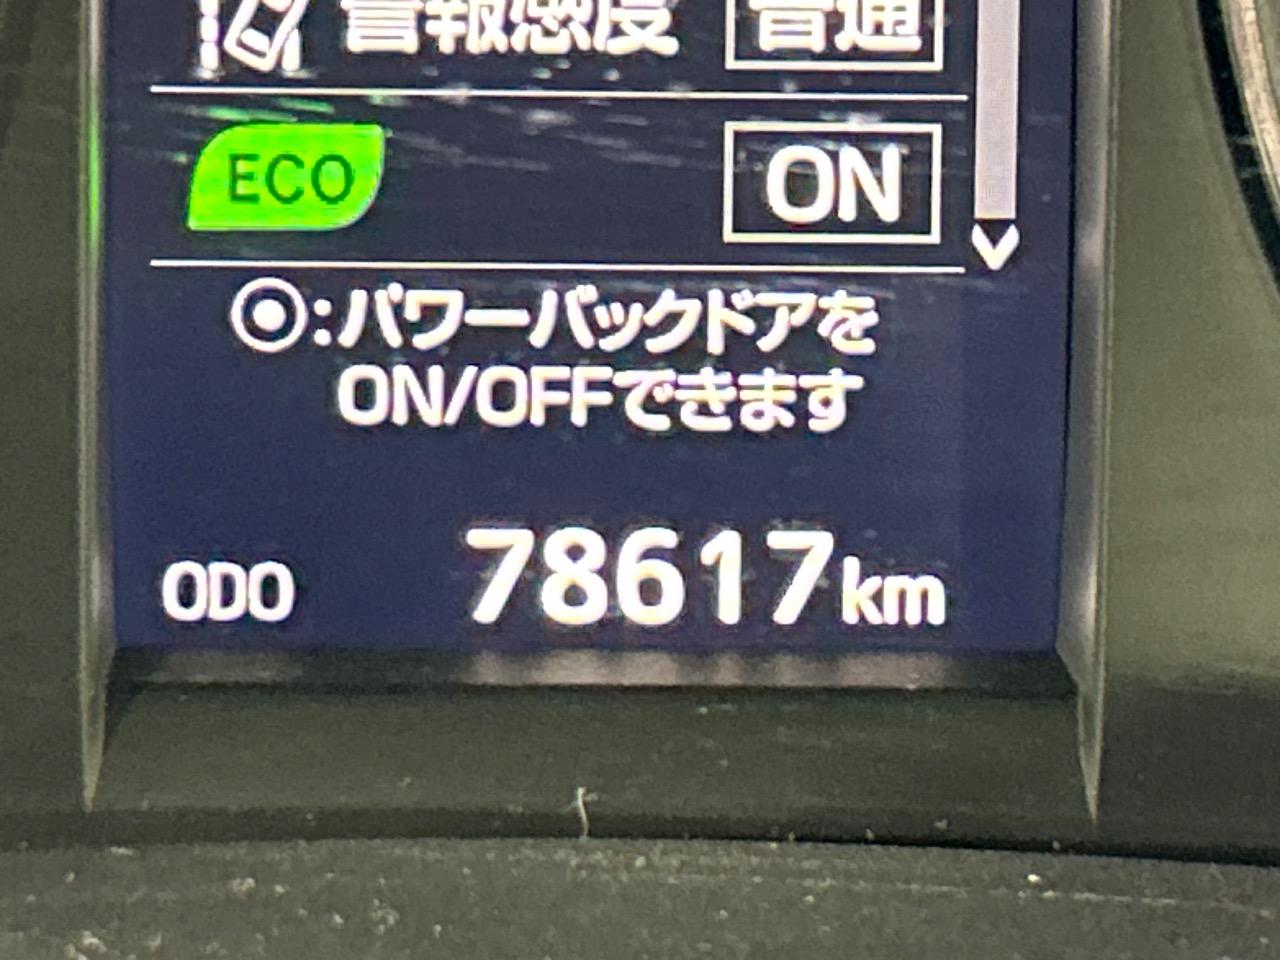 警報感度 普通
ECO ON
◉:パワーバックドアを
ON/OFFできます
ODO 78617km